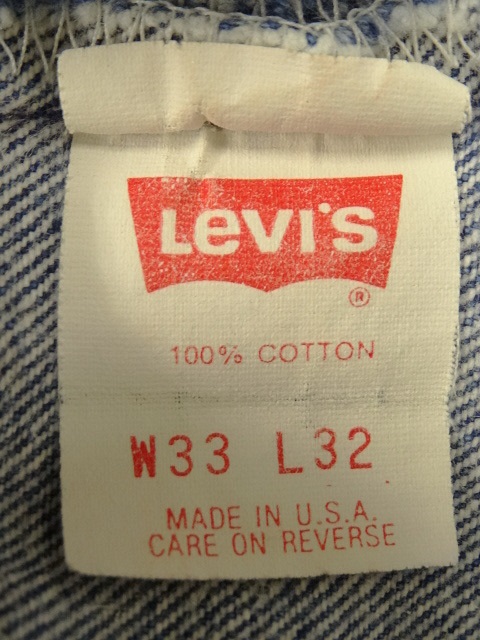 LEVI'S
®
100% COTTON
W33 L32
MADE IN U.S.A.
CARE ON REVERSE